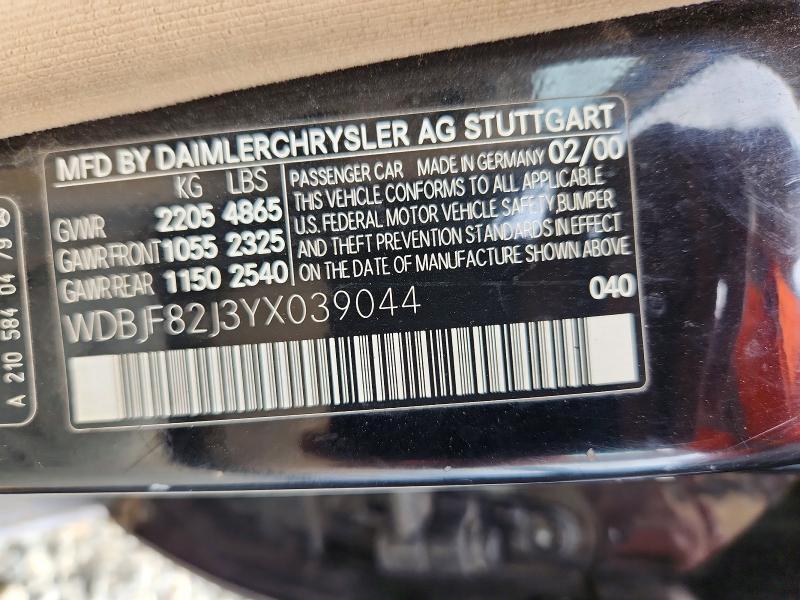 MFD BY DAIMLERCHRYSLER AG STUTTGART
KG LBS
GVWR 2205 4865
GAWR FRONT 1055 2325
GAWR REAR 1150 2540
PASSENGER CAR MADE IN GERMANY 02/00
THIS VEHICLE CONFORMS TO ALL APPLICABLE
U.S. FEDERAL MOTOR VEHICLE SAFETY, BUMPER
AND THEFT PREVENTION STANDARDS IN EFFECT
ON THE DATE OF MANUFACTURE SHOWN ABOVE
WDBJF82J3YX039044
040
A 210 584 04 79